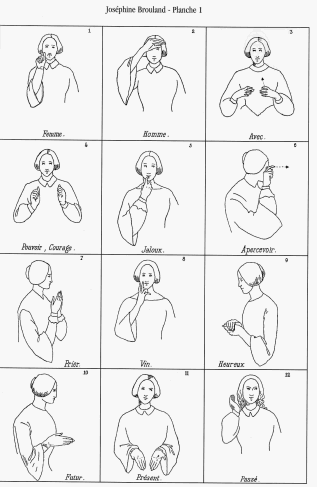 Joséphine Brouland - Planche 1
1
Femme.
2
Homme.
3
Avec.
4
Pouvoir, Courage.
5
Jaloux.
6
Apercevoir.
7
Prier.
8
Vin.
9
Heureux.
10
Futur.
11
Présent.
12
Passé.